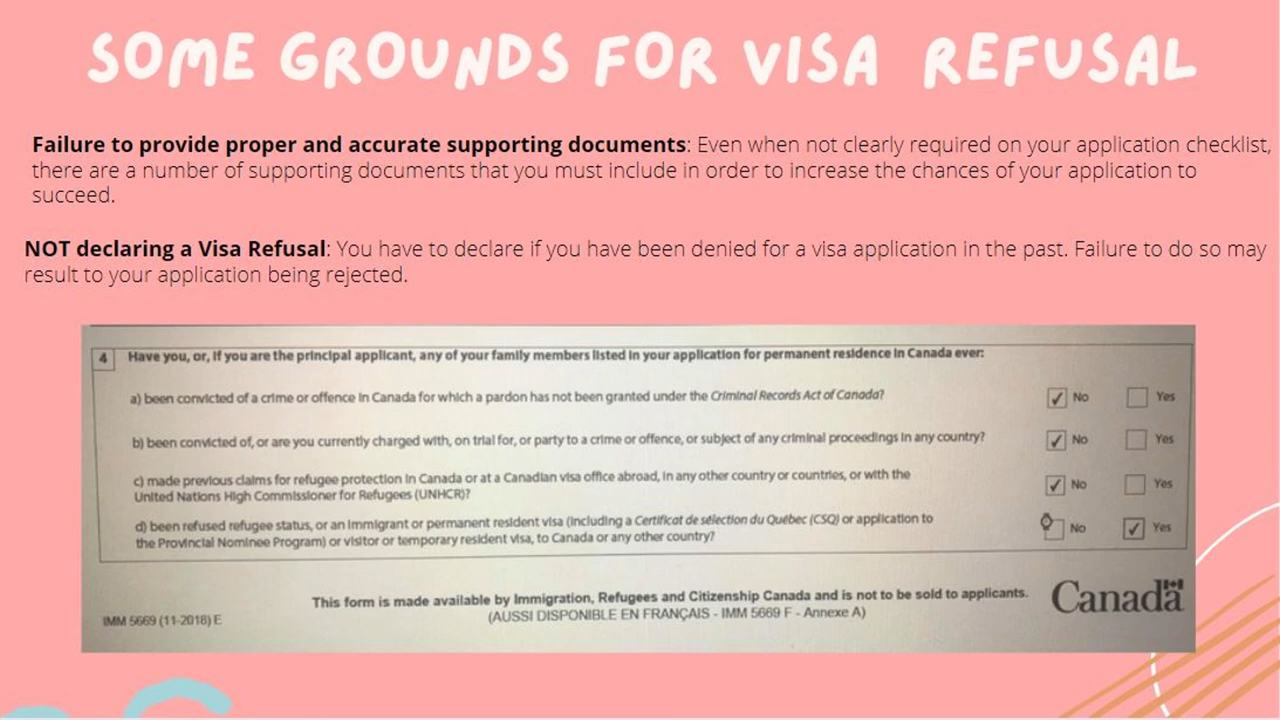 SOME GROUNDS FOR VISA REFUSAL
Failure to provide proper and accurate supporting documents: Even when not clearly required on your application checklist,
there are a number of supporting documents that you must include in order to increase the chances of your application to
succeed.
NOT declaring a Visa Refusal: You have to declare if you have been denied for a visa application in the past. Failure to do so may
result to your application being rejected.
4 Have you, or, if you are the principal applicant, any of your family members listed in your application for permanent residence in Canada ever:
a) been convicted of a crime or offence in Canada for which a pardon has not been granted under the Criminal Records Act of Canada? No Yes
b) been convicted of, or are you currently charged with, on trial for, or party to a crime or offence, or subject of any criminal proceedings in any country? No Yes
c) made previous claims for refugee protection in Canada or at a Canadian visa office abroad, in any other country or countries, or with the
United Nations High Commissioner for Refugees (UNHCR)? No Yes
d) been refused refugee status, or an immigrant or permanent resident visa (including a Certificat de sélection du Québec (CSQ) or application to
the Provincial Nominee Program) or visitor or temporary resident visa, to Canada or any other country? No Yes
This form is made available by Immigration, Refugees and Citizenship Canada and is not to be sold to applicants.
(AUSSI DISPONIBLE EN FRANÇAIS - IMM 5669 F - Annexe A)
IMM 5669 (11-2018) E
Canada